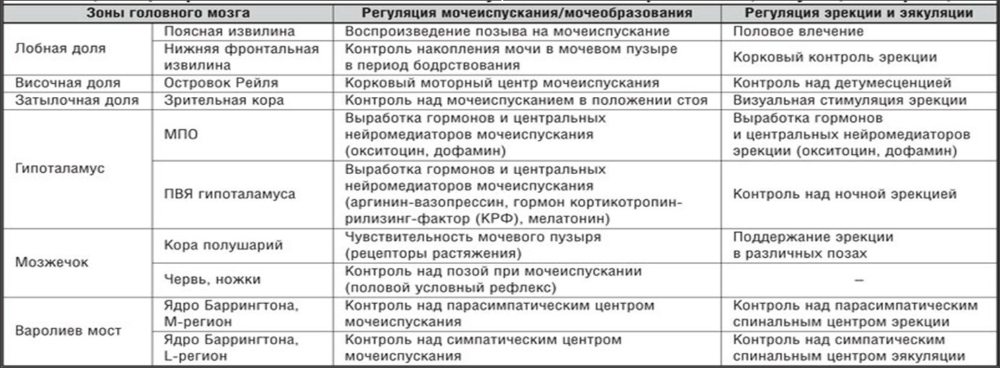 Зоны головного мозга
Регуляция мочеиспускания/мочеобразования
Регуляция эрекции и эякуляции
Лобная доля
Поясная извилина
Воспроизведение позыва на мочеиспускание
Половое влечение
Нижняя фронтальная
извилина
Контроль накопления мочи в мочевом пузыре
в период бодрствования
Корковый контроль эрекции
Височная доля
Островок Рейля
Корковый моторный центр мочеиспускания
Контроль над детумесценцией
Затылочная доля
Зрительная кора
Контроль над мочеиспусканием в положении стоя
Визуальная стимуляция эрекции
Гипоталамус
МПО
Выработка гормонов и центральных
нейромедиаторов мочеиспускания
(окситоцин, дофамин)
Выработка гормонов
и центральных нейромедиаторов
эрекции (окситоцин, дофамин)
ПВЯ гипоталамуса
Выработка гормонов и центральных
нейромедиаторов мочеиспускания
(аргинин-вазопрессин, гормон кортикотропин-
рилизинг-фактор (КРФ), мелатонин)
Контроль над ночной эрекцией
Мозжечок
Кора полушарий
Чувствительность мочевого пузыря
(рецепторы растяжения)
Поддержание эрекции
в различных позах
Червь, ножки
Контроль над позой при мочеиспускании
(половой условный рефлекс)
–
Варолиев мост
Ядро Баррингтона,
М-регион
Контроль над парасимпатическим центром
мочеиспускания
Контроль над парасимпатическим
спинальным центром эрекции
Ядро Баррингтона,
L-регион
Контроль над симпатическим центром
мочеиспускания
Контроль над симпатическим
спинальным центром эякуляции